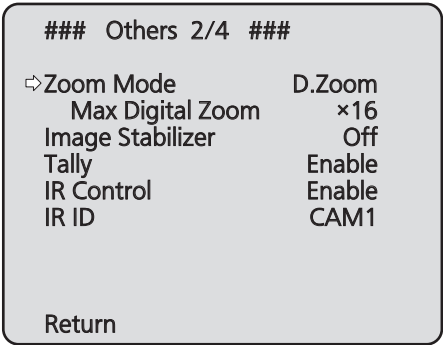 ### Others 2/4 ###
⇨Zoom Mode D.Zoom
Max Digital Zoom ×16
Image Stabilizer Off
Tally Enable
IR Control Enable
IR ID CAM1
Return